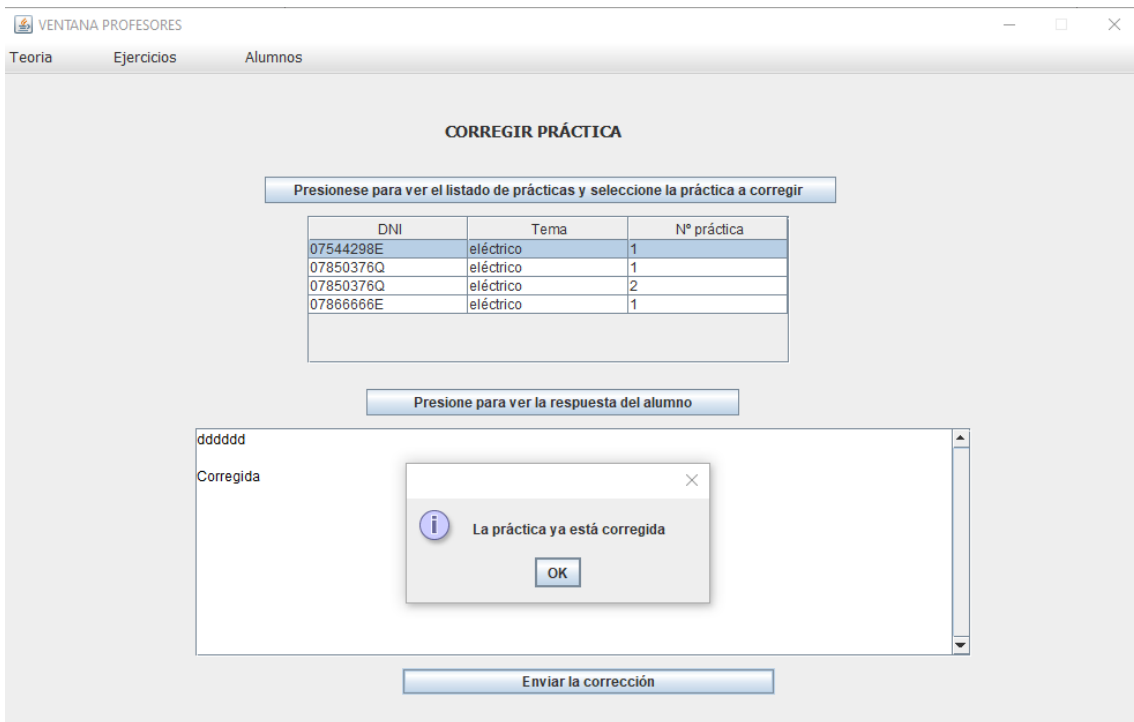 VENTANA PROFESORES
Teoria Ejercicios Alumnos
CORREGIR PRÁCTICA
Presionese para ver el listado de prácticas y seleccione la práctica a corregir
DNI Tema Nº práctica
07544298E eléctrico 1
07850376Q eléctrico 1
07850376Q eléctrico 2
07866666E eléctrico 1
Presione para ver la respuesta del alumno
dddddd
Corregida
La práctica ya está corregida
OK
Enviar la corrección